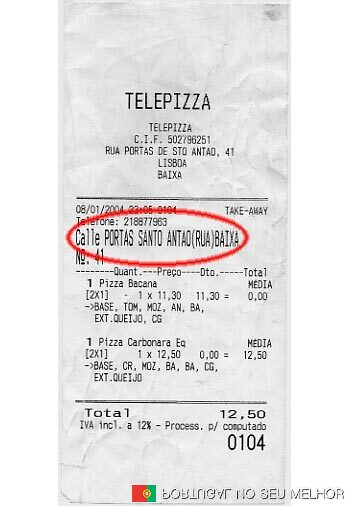 TELEPIZZA
TELEPIZZA
C.I.F. 502796251
RUA PORTAS DE STO ANTAO, 41
LISBOA
BAIXA
08/01/2004 23:05 0104 TAKE-AWAY
Telefone: 218877963
Calle PORTAS SANTO ANTAO(RUA)BAIXA
Nº. 41
--------Quant.---Preço----Dto.-----Total
1 Pizza Bacana MÉDIA
[2X1] - 1 x 11,30 11,30 = 0,00
->BASE, TOM, MOZ, AN, BA,
EXT.QUEIJO, CG
1 Pizza Carbonara Eq MÉDIA
[2X1] 1 x 12,50 0,00 = 12,50
->BASE, CR, MOZ, BA, BA, CG
EXT.QUEIJO
Total 12,50
IVA incl. a 12% - Process. p/ computado
0104
PORTUGAL NO SEU MELHOR